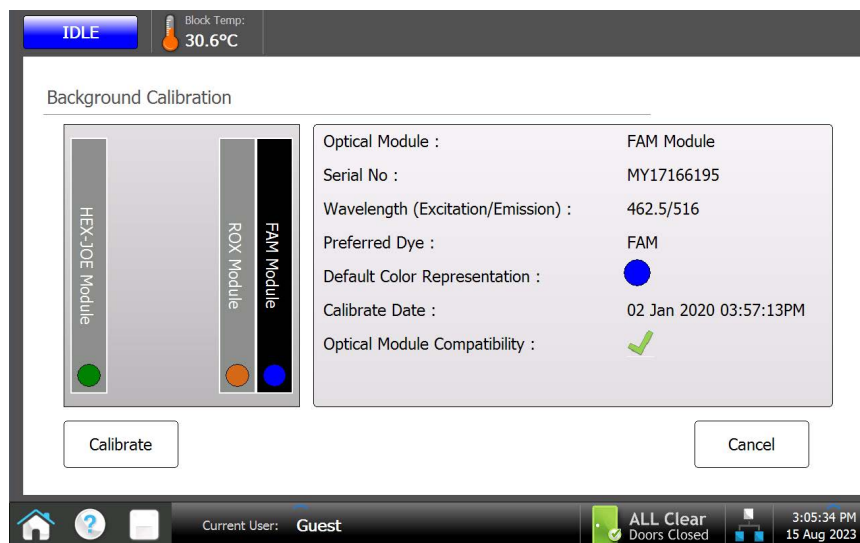 IDLE
Block Temp:
30.6°C
Background Calibration
HEX-JOE Module
ROX Module
FAM Module
Optical Module : FAM Module
Serial No : MY17166195
Wavelength (Excitation/Emission) : 462.5/516
Preferred Dye : FAM
Default Color Representation :
Calibrate Date : 02 Jan 2020 03:57:13PM
Optical Module Compatibility :
Calibrate
Cancel
?
Current User: Guest
ALL Clear
Doors Closed
3:05:34 PM
15 Aug 2023